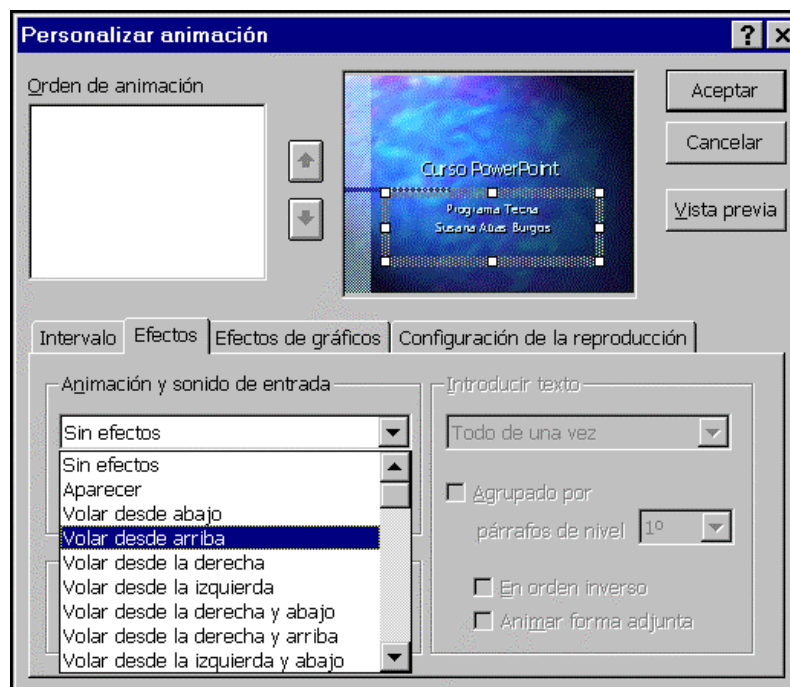 Personalizar animación
Orden de animación
Curso PowerPoint
Programa Tecna
Susana Abas Burgos
Aceptar
Cancelar
Vista previa
Intervalo
Efectos
Efectos de gráficos
Configuración de la reproducción
Animación y sonido de entrada
Sin efectos
Sin efectos
Aparecer
Volar desde abajo
Volar desde arriba
Volar desde la derecha
Volar desde la izquierda
Volar desde la derecha y abajo
Volar desde la derecha y arriba
Volar desde la izquierda y abajo
Introducir texto
Todo de una vez
Agrupado por
párrafos de nivel 1º
En orden inverso
Animar forma adjunta